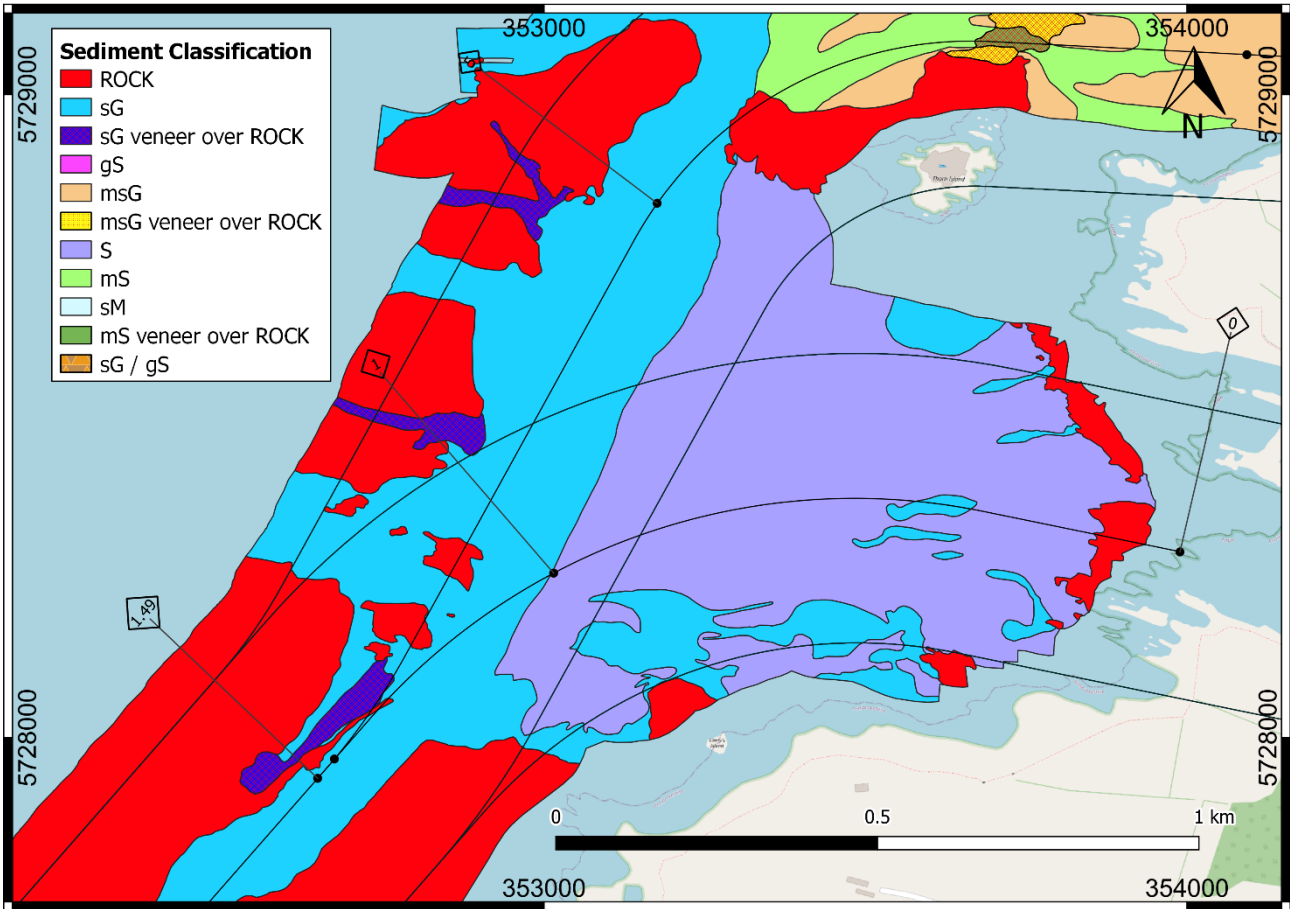 353000
354000
Sediment Classification
ROCK
sG
sG veneer over ROCK
gS
msG
msG veneer over ROCK
S
mS
sM
mS veneer over ROCK
sG / gS
5729000
5729000
N
0
1
1.49
5728000
5728000
0
0.5
1 km
353000
354000